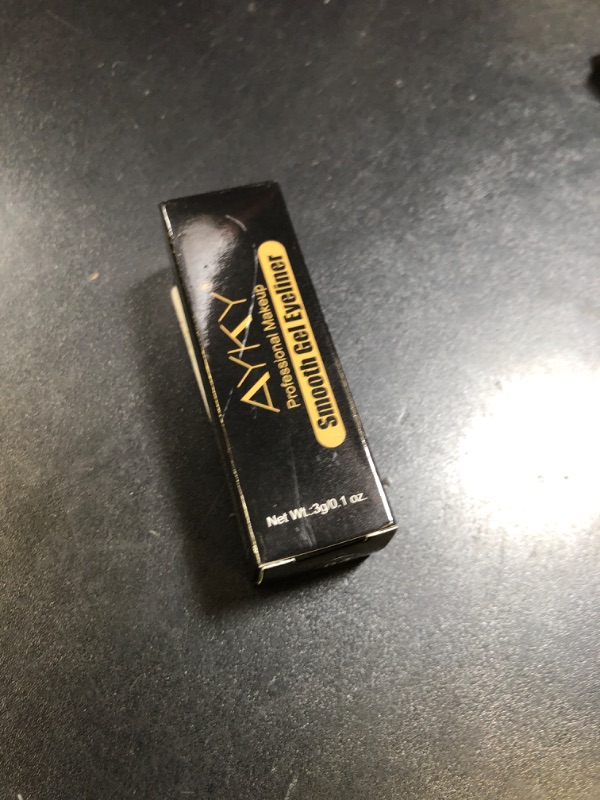 AYKY
Professional Makeup
Smooth Gel Eyeliner
Net Wt.:3g/0.1 oz.